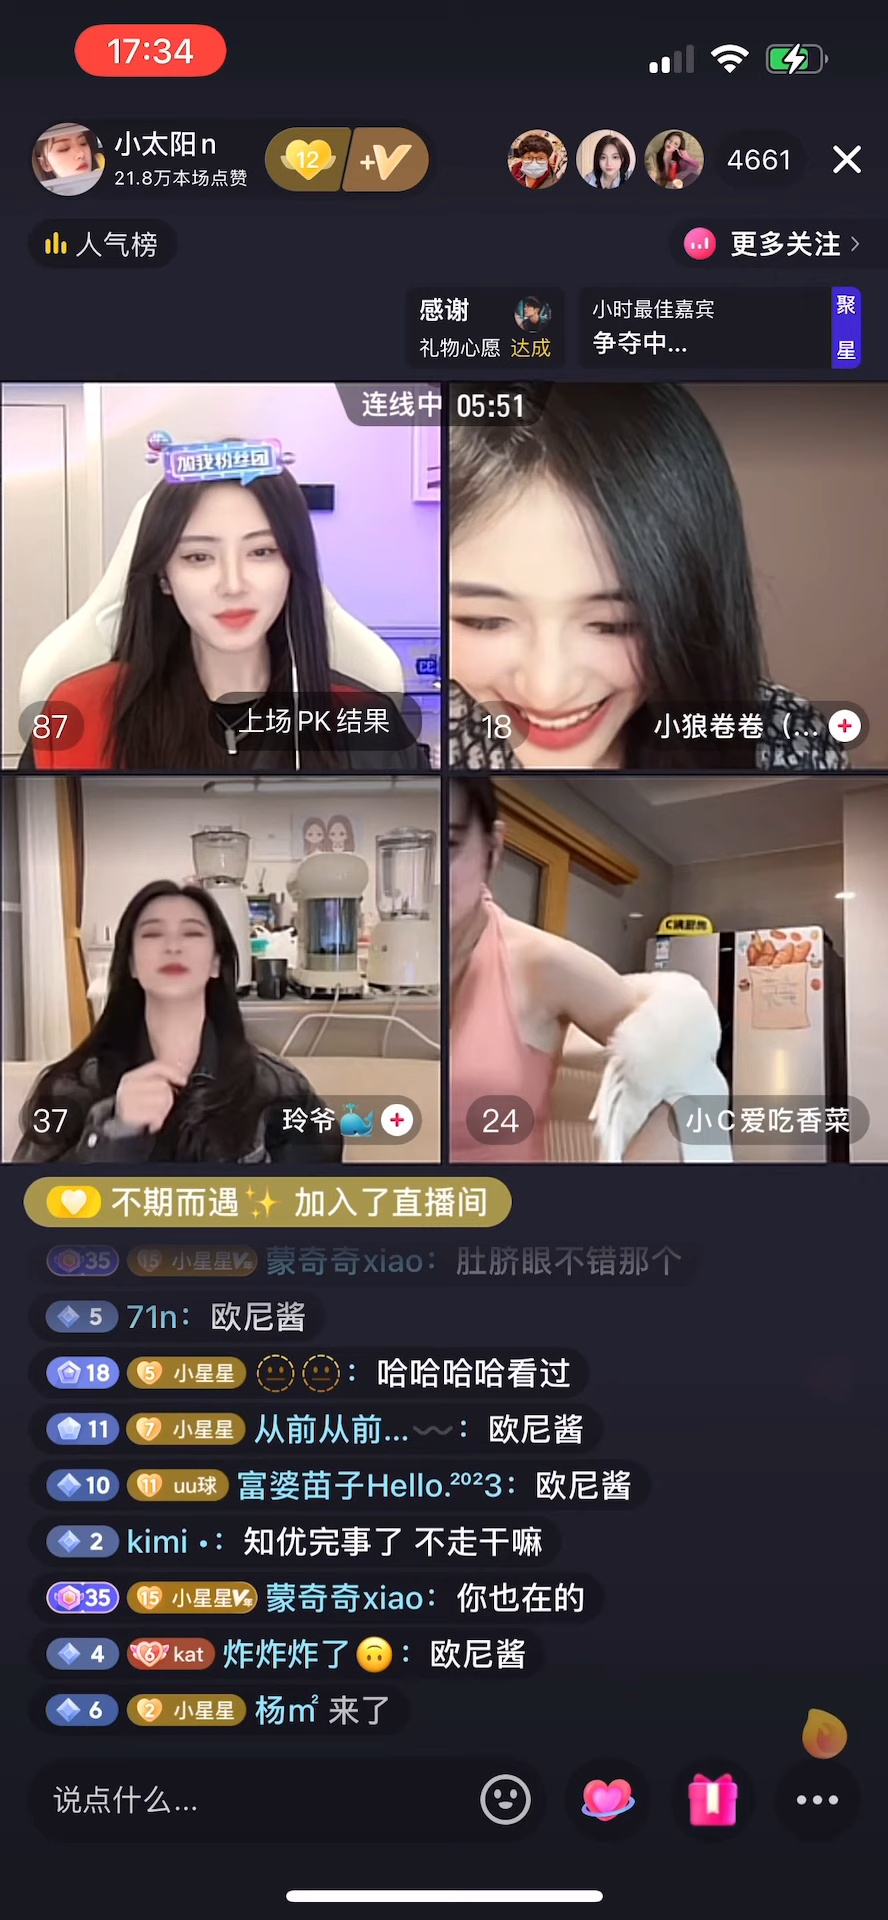 17:34
小太阳n
21.8万本场点赞
12
+V
4661
人气榜
更多关注
感谢
礼物心愿 达成
小时最佳嘉宾
争夺中...
聚星
连线中 05:51
加我粉丝团
87
上场PK结果
18
小狼卷卷（...
37
玲爷🐳
24
小C爱吃香菜
不期而遇✨ 加入了直播间
35 15 小星星V年 蒙奇奇xiao：肚脐眼不错那个
5 71n：欧尼酱
18 5 小星星 🫥🫥：哈哈哈哈看过
11 7 小星星 从前从前...〰：欧尼酱
10 11 uu球 富婆苗子Hello.²⁰²3：欧尼酱
2 kimi •：知优完事了 不走干嘛
35 15 小星星V年 蒙奇奇xiao：你也在的
4 6 kat 炸炸炸了🙃：欧尼酱
6 2 小星星 杨㎡ 来了
说点什么...